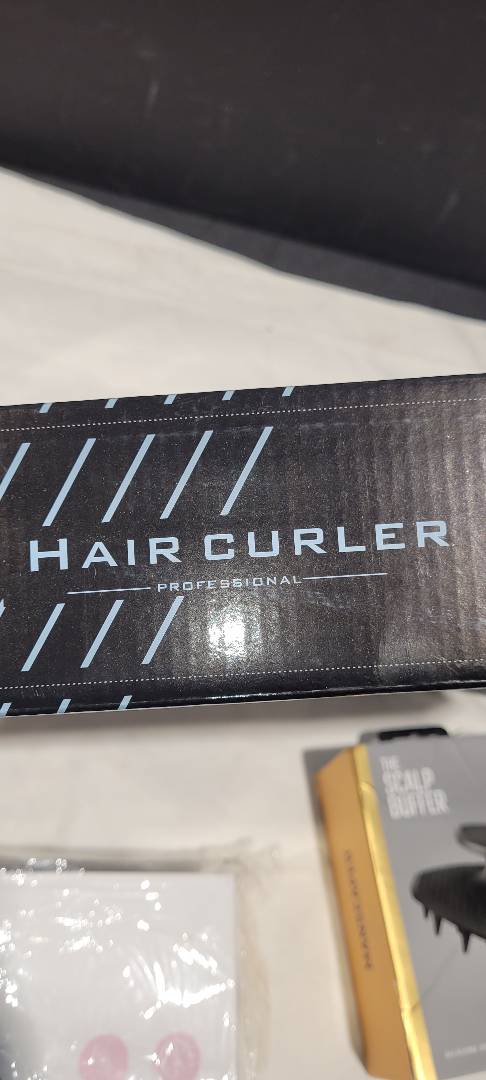 HAIR CURLER
PROFESSIONAL
THE
SCALP
BUFFER